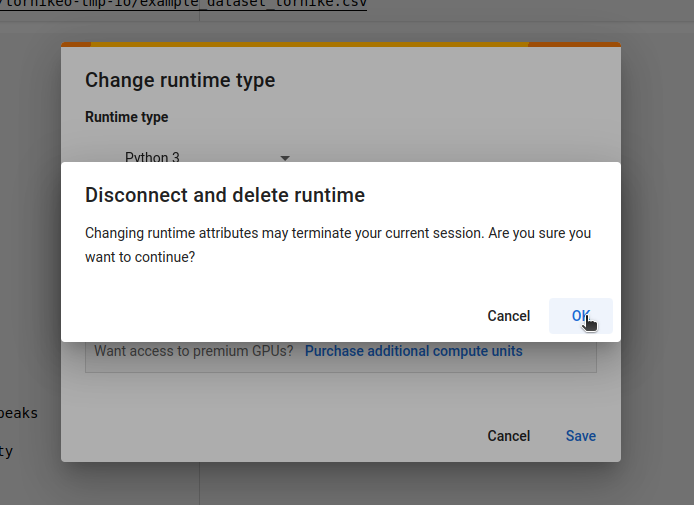 /tornikeo-tmp-io/example_dataset_tornike.csv
Change runtime type
Runtime type
Python 3
Disconnect and delete runtime
Changing runtime attributes may terminate your current session. Are you sure you
want to continue?
Cancel
OK
Want access to premium GPUs? Purchase additional compute units
peaks
Cancel
Save
ty